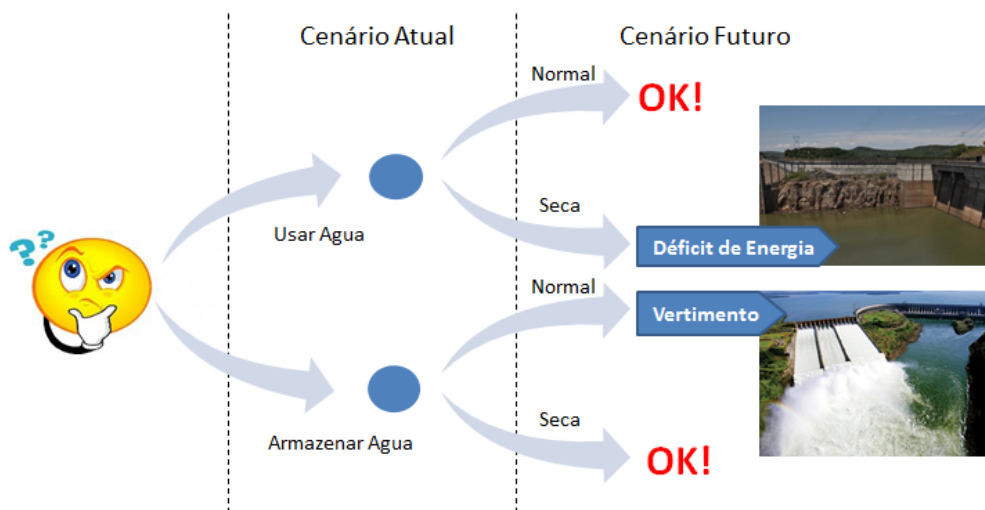 Cenário Atual
Cenário Futuro
??
Usar Agua
Armazenar Agua
Normal
OK!
Seca
Déficit de Energia
Normal
Vertimento
Seca
OK!